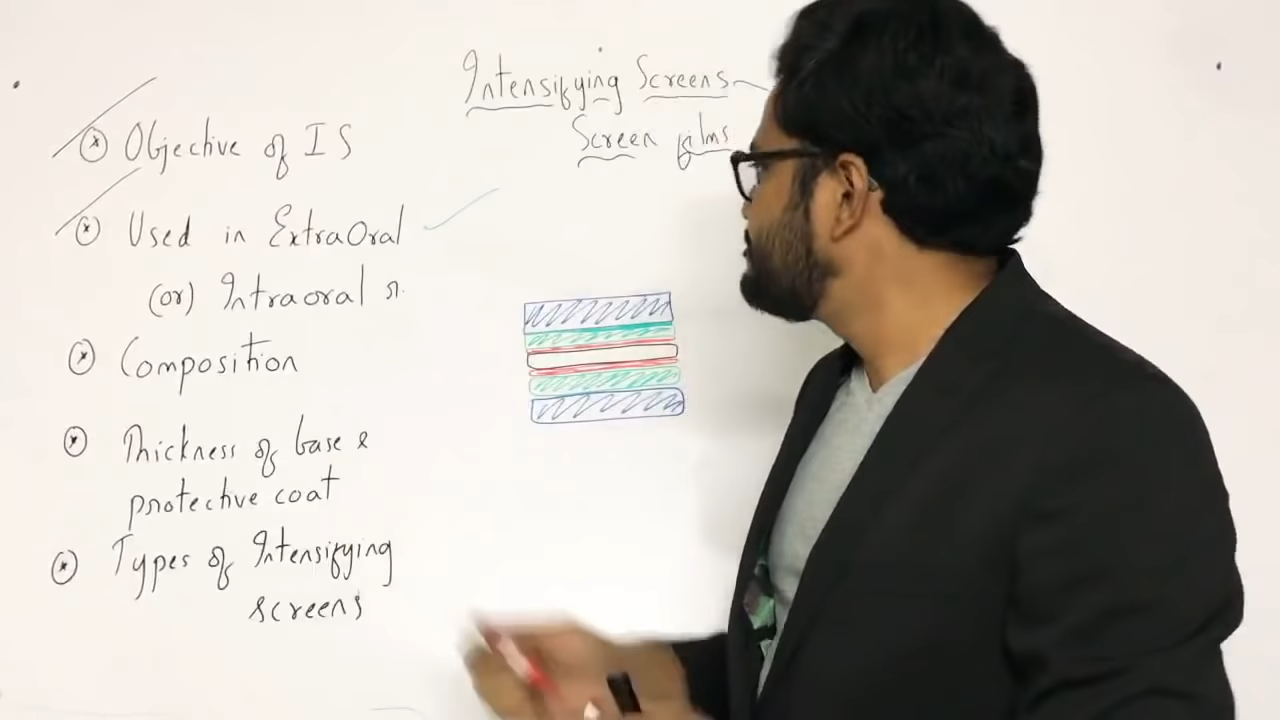 Intensifying Screens
Screen films
Objective of IS
Used in ExtraOral
(or) Intraoral
Composition
Thickness of base &
protective coat
Types of Intensifying
screens